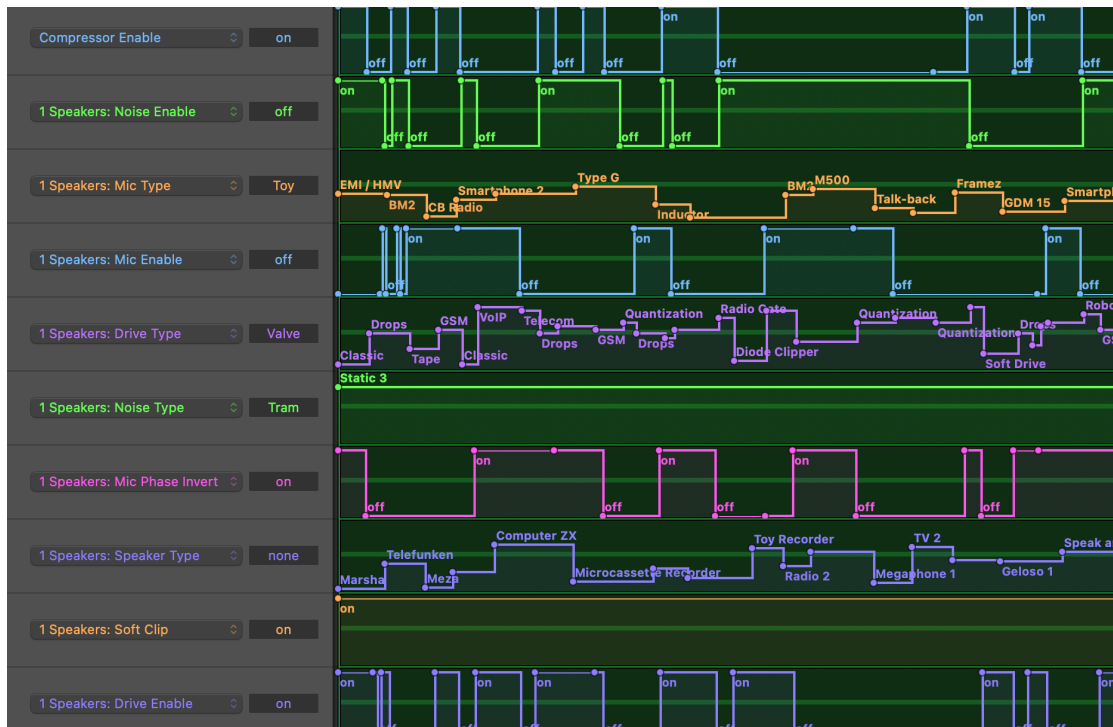 Compressor Enable on
on off off off off off on off off on off
1 Speakers: Noise Enable off
on off off off on off off on off on
1 Speakers: Mic Type Toy
EMI / HMV BM2 CB Radio Smartphone 2 Type G Inductor BM2 M500 Talk-back Framez GDM 15
1 Speakers: Mic Enable off
off on off on off on off on off
1 Speakers: Drive Type Valve
Classic Drops Tape GSM Classic VoIP Telecom Drops GSM Quantization Drops Radio Gate Diode Clipper Quantization Quantization Soft Drive Drops
1 Speakers: Noise Type Tram
Static 3
1 Speakers: Mic Phase Invert on
off on off on off on off off
1 Speakers: Speaker Type none
Marsha Telefunken Meza Computer ZX Microcassette Recorder Toy Recorder Radio 2 Megaphone 1 TV 2 Geloso 1 Speak a
1 Speakers: Soft Clip on
on
1 Speakers: Drive Enable on
on on on on on on on on on